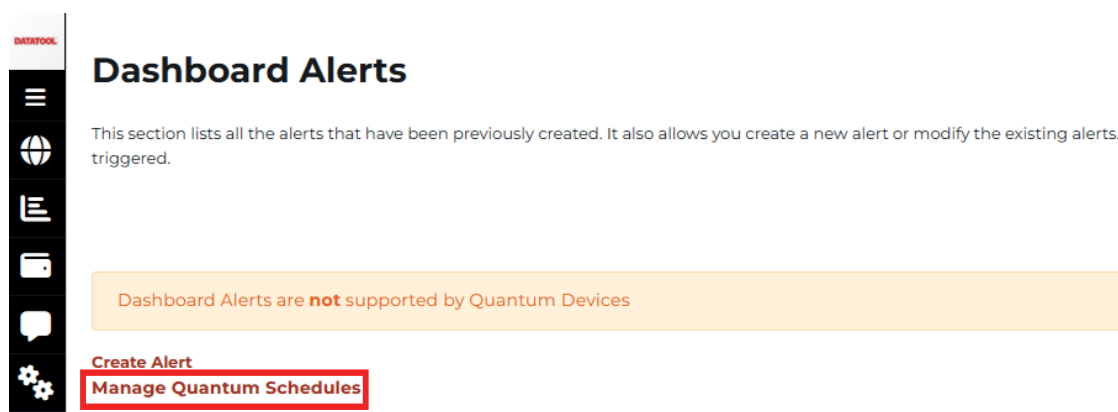 DATATOOL
Dashboard Alerts
This section lists all the alerts that have been previously created. It also allows you create a new alert or modify the existing alerts.
triggered.
Dashboard Alerts are not supported by Quantum Devices
Create Alert
Manage Quantum Schedules